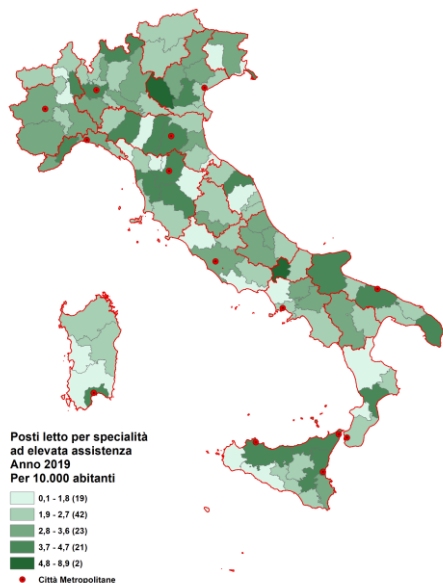 Posti letto per specialità
ad elevata assistenza
Anno 2019
Per 10.000 abitanti
0,1 - 1,8 (19)
1,9 - 2,7 (42)
2,8 - 3,6 (23)
3,7 - 4,7 (21)
4,8 - 8,9 (2)
Città Metropolitane